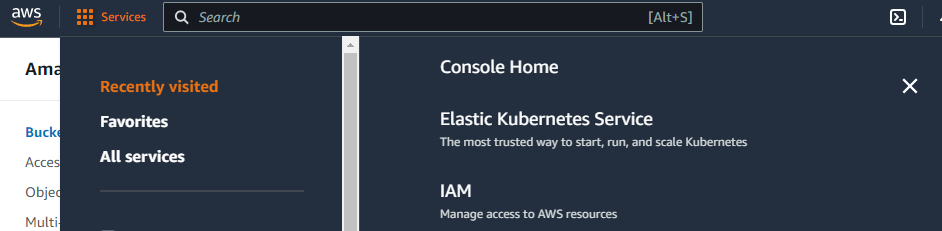 aws
Services
Search
[Alt+S]
Recently visited
Favorites
All services
Console Home
Elastic Kubernetes Service
The most trusted way to start, run, and scale Kubernetes
IAM
Manage access to AWS resources
Ama
Bucke
Acces
Objec
Multi-